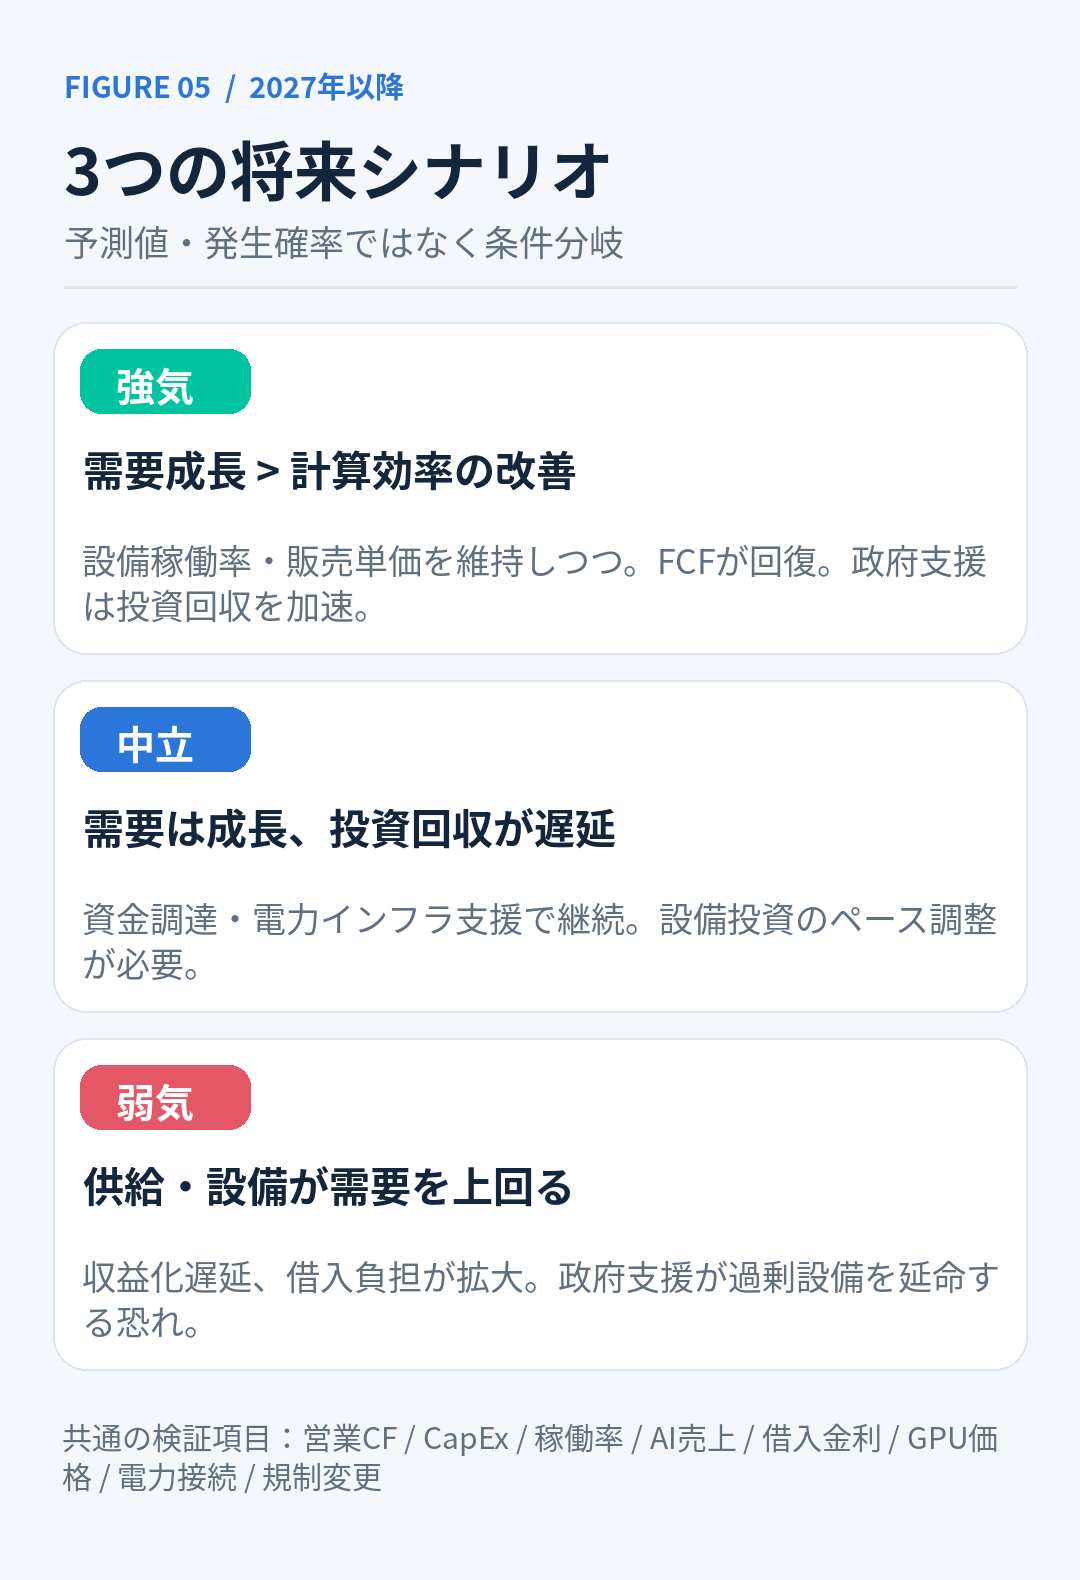 FIGURE 05 / 2027年以降
3つの将来シナリオ
予測値・発生確率ではなく条件分岐
強気
需要成長 > 計算効率の改善
設備稼働率・販売単価を維持しつつ。FCFが回復。政府支援
は投資回収を加速。
中立
需要は成長、投資回収が遅延
資金調達・電力インフラ支援で継続。設備投資のペース調整
が必要。
弱気
供給・設備が需要を上回る
収益化遅延、借入負担が拡大。政府支援が過剰設備を延命す
る恐れ。
共通の検証項目：営業CF / CapEx / 稼働率 / AI売上 / 借入金利 / GPU価
格 / 電力接続 / 規制変更